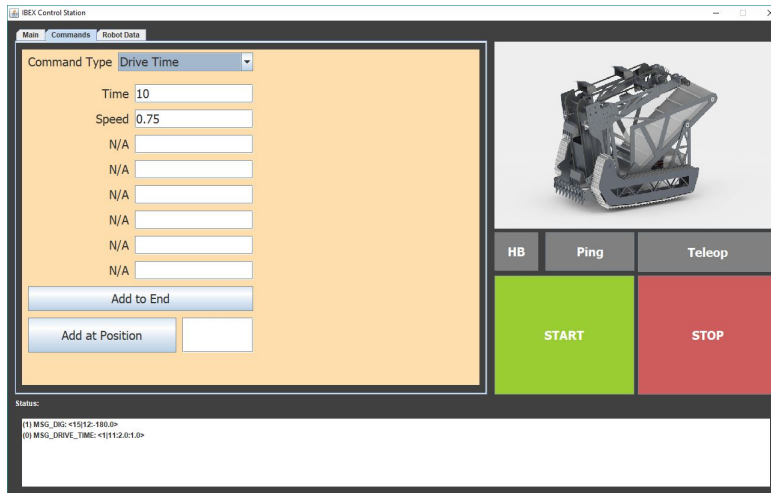 IBEX Control Station
Main Commands Robot Data
Command Type Drive Time
Time 10
Speed 0.75
N/A
N/A
N/A
N/A
N/A
N/A
Add to End
Add at Position
HB Ping Teleop
START STOP
Status:
(1) MSG_DIG: <15|12:-180.0>
(0) MSG_DRIVE_TIME: <1|11:2.0:1.0>